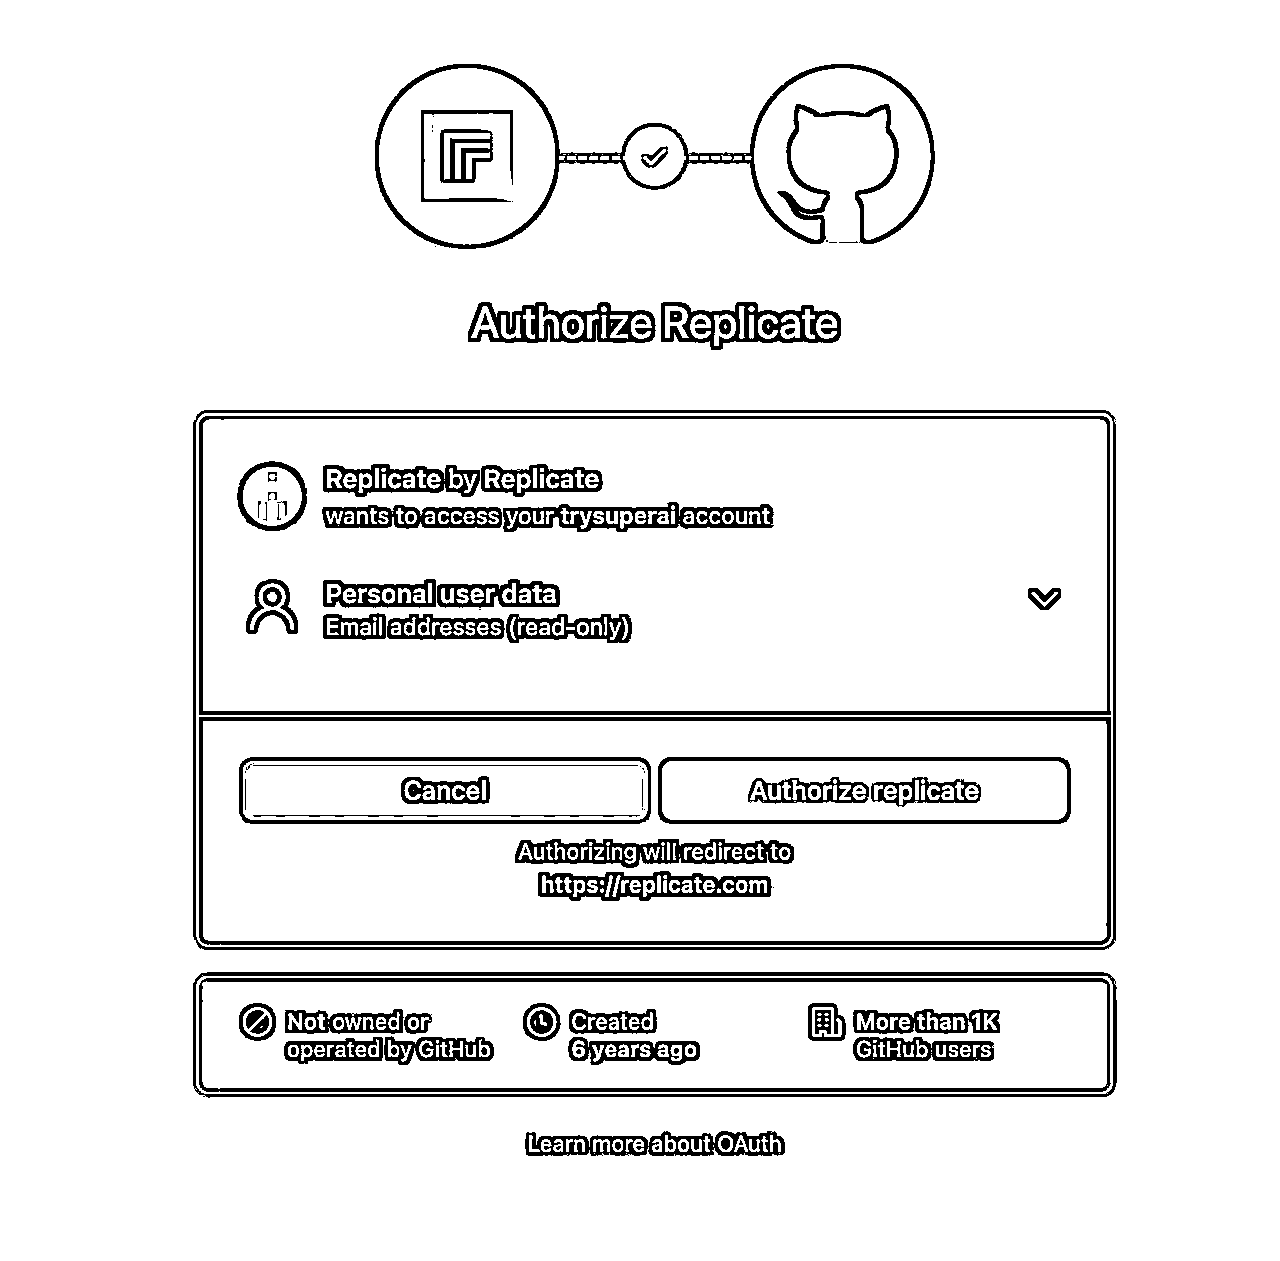 Authorize Replicate
Replicate by Replicate
wants to access your trysuperai account
Personal user data
Email addresses (read-only)
Cancel
Authorize replicate
Authorizing will redirect to
https://replicate.com
Not owned or
operated by GitHub
Created
6 years ago
More than 1K
GitHub users
Learn more about OAuth